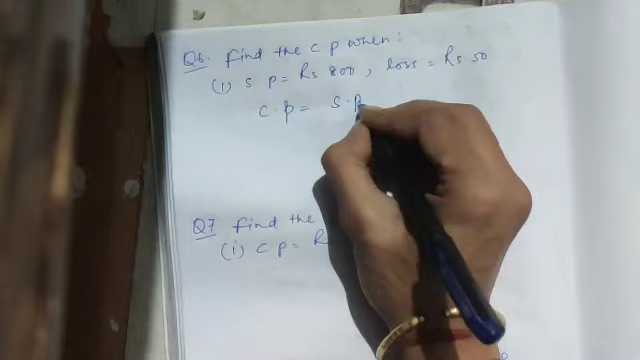 Q6. Find the C P when:
(i) S P = Rs 800, loss = Rs 50
C.P = S.P
Q7 Find the
(i) C P = R